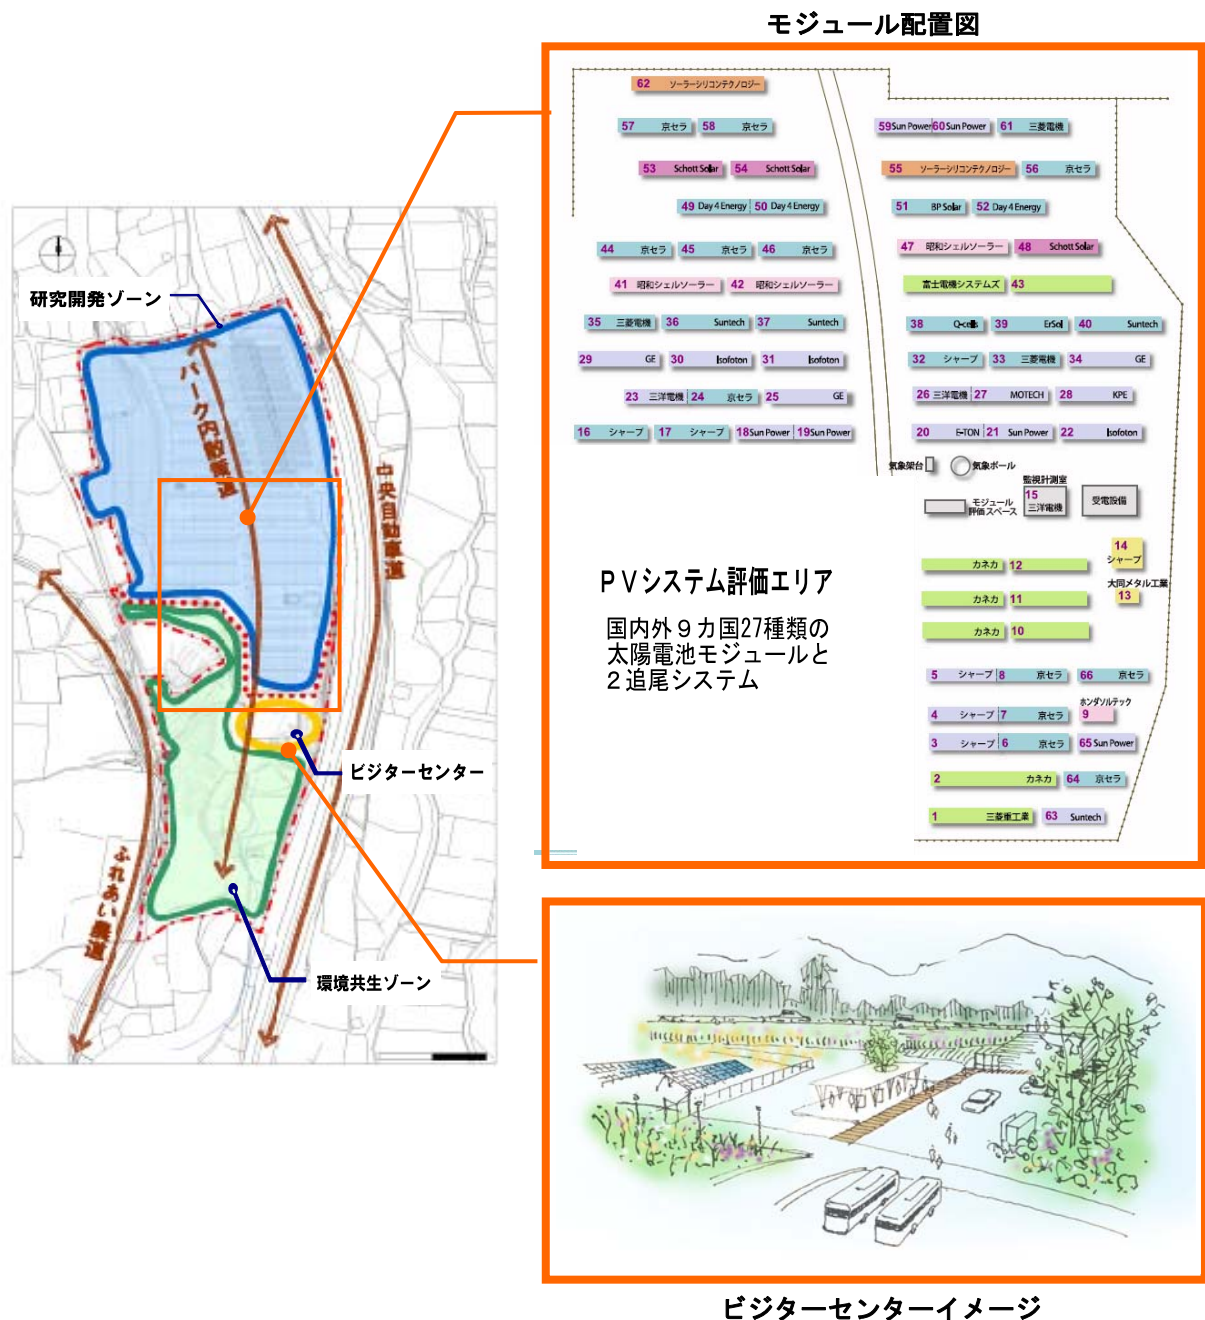 モジュール配置図
62 ソーラーシリコンテクノロジー
57 京セラ 58 京セラ
59 Sun Power 60 Sun Power 61 三菱電機
53 Schott Solar 54 Schott Solar
55 ソーラーシリコンテクノロジー 56 京セラ
49 Day 4 Energy 50 Day 4 Energy
51 BP Solar 52 Day 4 Energy
44 京セラ 45 京セラ 46 京セラ
47 昭和シェルソーラー 48 Schott Solar
41 昭和シェルソーラー 42 昭和シェルソーラー
富士電機システムズ 43
35 三菱電機 36 Suntech 37 Suntech
38 Q-cells 39 ErSol 40 Suntech
29 GE 30 Isofoton 31 Isofoton
32 シャープ 33 三菱電機 34 GE
23 三洋電機 24 京セラ 25 GE
26 三洋電機 27 MOTECH 28 KPE
16 シャープ 17 シャープ 18 Sun Power 19 Sun Power
20 E-TON 21 Sun Power 22 Isofoton
気象架台 気象ポール
監視計測室
モジュール
評価スペース
15
三洋電機
受電設備
カネカ 12
14
シャープ
大同メタル工業
13
カネカ 11
カネカ 10
PVシステム評価エリア
国内外9カ国27種類の
太陽電池モジュールと
2追尾システム
5 シャープ 8 京セラ 66 京セラ
ホンダソルテック
9
4 シャープ 7 京セラ
3 シャープ 6 京セラ 65 Sun Power
2 カネカ 64 京セラ
1 三菱重工業 63 Suntech
研究開発ゾーン
パーク内散策道
中央自動車道
ビジターセンター
ふれあい農道
環境共生ゾーン
ビジターセンターイメージ